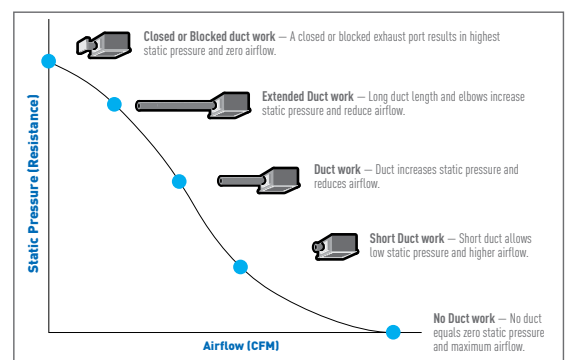 Closed or Blocked duct work — A closed or blocked exhaust port results in highest
static pressure and zero airflow.
Extended Duct work — Long duct length and elbows increase
static pressure and reduce airflow.
Duct work — Duct increases static pressure and
reduces airflow.
Short Duct work — Short duct allows
low static pressure and higher airflow.
No Duct work — No duct
equals zero static pressure
and maximum airflow.
Static Pressure (Resistance)
Airflow (CFM)